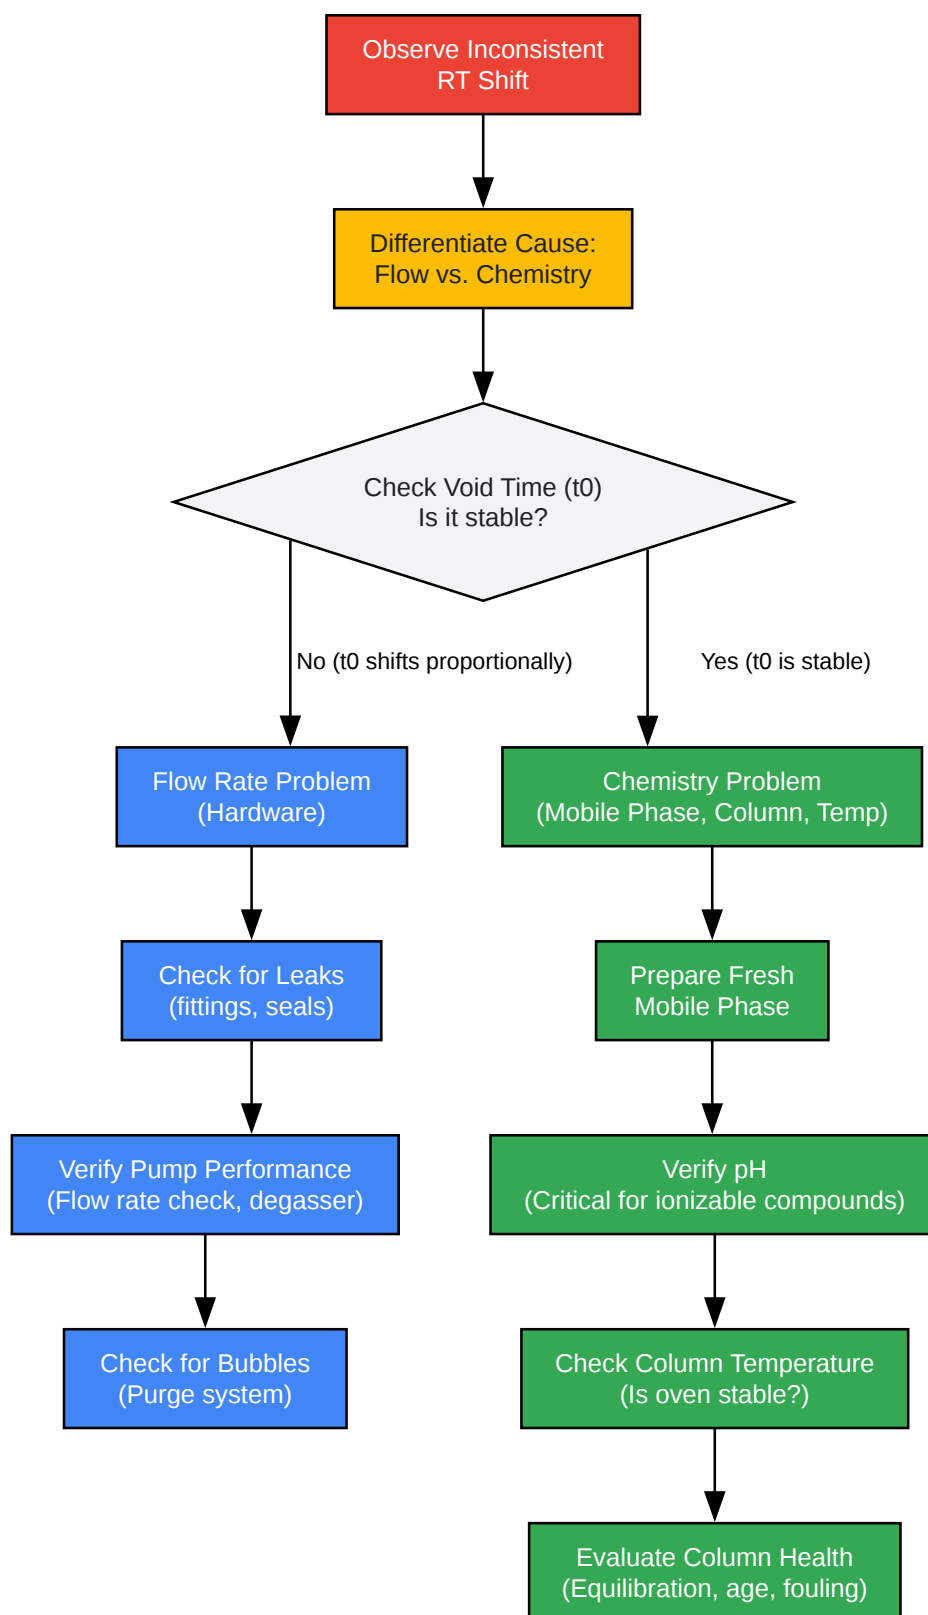 Observe Inconsistent
RT Shift
Differentiate Cause:
Flow vs. Chemistry
Check Void Time (t0)
Is it stable?
No (t0 shifts proportionally)
Yes (t0 is stable)
Flow Rate Problem
(Hardware)
Chemistry Problem
(Mobile Phase, Column, Temp)
Check for Leaks
(fittings, seals)
Prepare Fresh
Mobile Phase
Verify Pump Performance
(Flow rate check, degasser)
Verify pH
(Critical for ionizable compounds)
Check for Bubbles
(Purge system)
Check Column Temperature
(Is oven stable?)
Evaluate Column Health
(Equilibration, age, fouling)